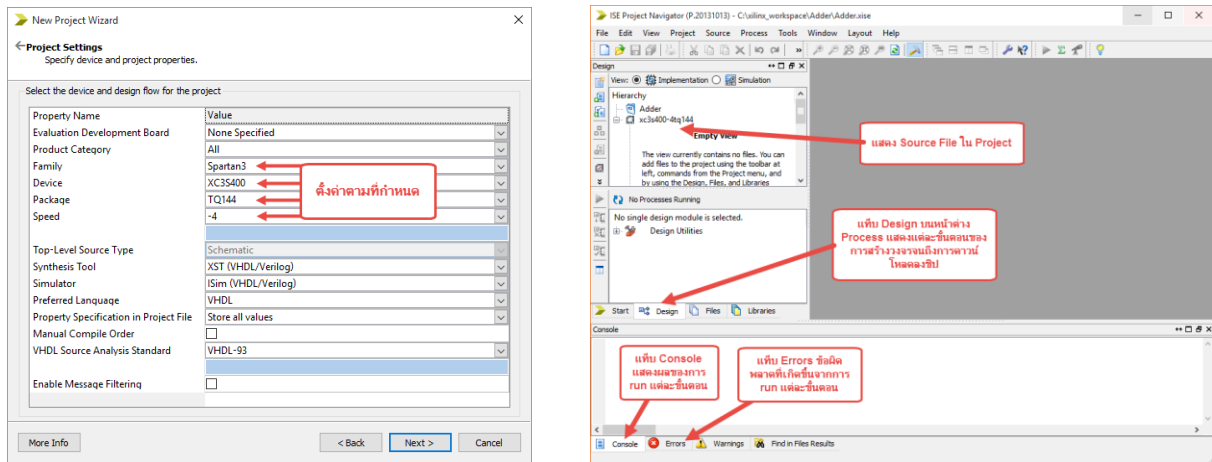 New Project Wizard
Project Settings
Specify device and project properties.
Select the device and design flow for the project
Property Name Value
Evaluation Development Board None Specified
Product Category All
Family Spartan3
Device XC3S400
Package TQ144
Speed -4
ตั้งค่าตามที่กำหนด
Top-Level Source Type Schematic
Synthesis Tool XST (VHDL/Verilog)
Simulator ISim (VHDL/Verilog)
Preferred Language VHDL
Property Specification in Project File Store all values
Manual Compile Order
VHDL Source Analysis Standard VHDL-93
Enable Message Filtering
More Info < Back Next > Cancel
ISE Project Navigator (P.20131013) - C:\xilinx_workspace\Adder\Adder.xise
File Edit View Project Source Process Tools Window Layout Help
Design
View: Implementation Simulation
Hierarchy
Adder
xc3s400-4tq144
Empty View
The view currently contains no files. You can
add files to the project using the toolbar at
left, commands from the Project menu, and
by using the Design, Files, and Libraries
แสดง Source File ใน Project
No Processes Running
No single design module is selected.
Design Utilities
แท็บ Design บนหน้าต่าง
Process แสดงแต่ละขั้นตอนของ
การสร้างวงจรจนถึงการดาวน์
โหลดลงชิป
Start Design Files Libraries
Console
แท็บ Console
แสดงผลของการ
run แต่ละขั้นตอน
แท็บ Errors ข้อผิด
พลาดที่เกิดขึ้นจากการ
run แต่ละขั้นตอน
Console Errors Warnings Find in Files Results